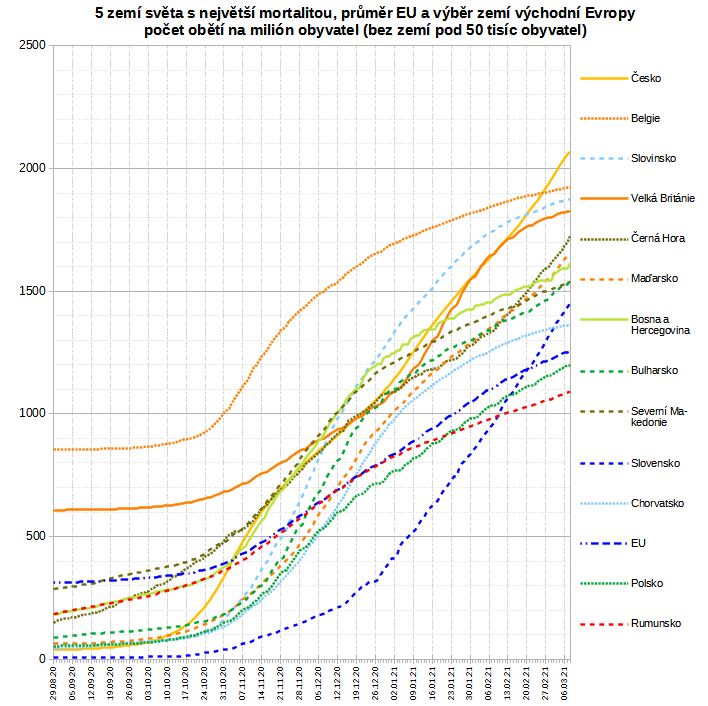 5 zemí světa s největší mortalitou, průměr EU a výběr zemí východní Evropy
počet obětí na milión obyvatel (bez zemí pod 50 tisíc obyvatel)
2500
2000
1500
1000
500
0
29.08.20
05.09.20
12.09.20
19.09.20
26.09.20
03.10.20
10.10.20
17.10.20
24.10.20
31.10.20
07.11.20
14.11.20
21.11.20
28.11.20
05.12.20
12.12.20
19.12.20
26.12.20
02.01.21
09.01.21
16.01.21
23.01.21
30.01.21
06.02.21
13.02.21
20.02.21
27.02.21
06.03.21
Česko
Belgie
Slovinsko
Velká Británie
Černá Hora
Maďarsko
Bosna a
Hercegovina
Bulharsko
Severní Ma-
kedonie
Slovensko
Chorvatsko
EU
Polsko
Rumunsko